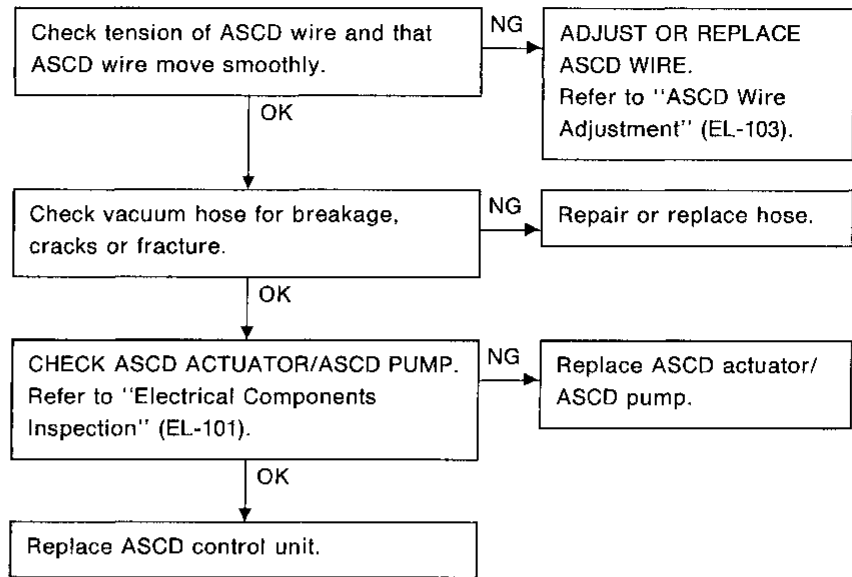 Check tension of ASCD wire and that
ASCD wire move smoothly.
NG
ADJUST OR REPLACE
ASCD WIRE.
Refer to "ASCD Wire
Adjustment" (EL-103).
OK
Check vacuum hose for breakage,
cracks or fracture.
NG
Repair or replace hose.
OK
CHECK ASCD ACTUATOR/ASCD PUMP.
Refer to "Electrical Components
Inspection" (EL-101).
NG
Replace ASCD actuator/
ASCD pump.
OK
Replace ASCD control unit.